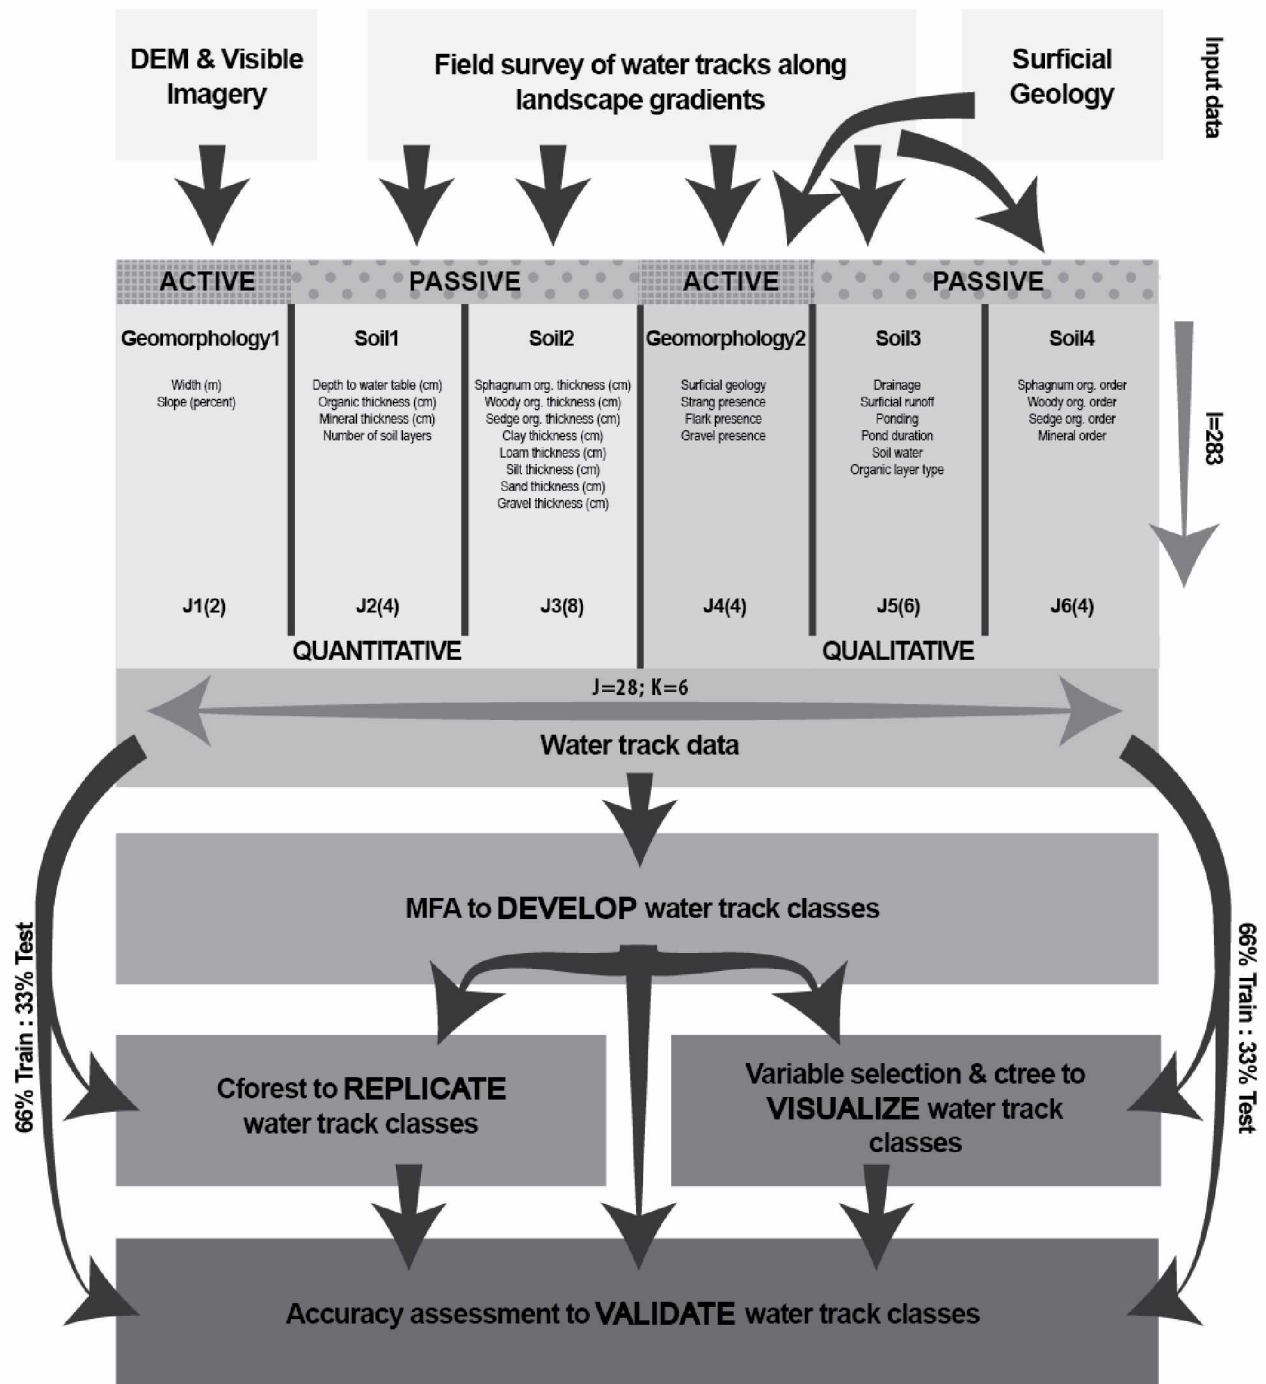 DEM & Visible
Imagery
Field survey of water tracks along
landscape gradients
Surficial
Geology
Input data
ACTIVE
PASSIVE
ACTIVE
PASSIVE
Geomorphology1
Width (m)
Slope (percent)
J1(2)
Soil1
Depth to water table (cm)
Organic thickness (cm)
Mineral thickness (cm)
Number of soil layers
J2(4)
Soil2
Sphagnum org. thickness (cm)
Woody org. thickness (cm)
Sedge org. thickness (cm)
Clay thickness (cm)
Loam thickness (cm)
Silt thickness (cm)
Sand thickness (cm)
Gravel thickness (cm)
J3(8)
Geomorphology2
Surficial geology
Strang presence
Flark presence
Gravel presence
J4(4)
Soil3
Drainage
Surficial runoff
Ponding
Pond duration
Soil water
Organic layer type
J5(6)
Soil4
Sphagnum org. order
Woody org. order
Sedge org. order
Mineral order
J6(4)
I=283
QUANTITATIVE
QUALITATIVE
J=28; K=6
Water track data
MFA to DEVELOP water track classes
66% Train : 33% Test
66% Train : 33% Test
Cforest to REPLICATE
water track classes
Variable selection & ctree to
VISUALIZE water track
classes
Accuracy assessment to VALIDATE water track classes